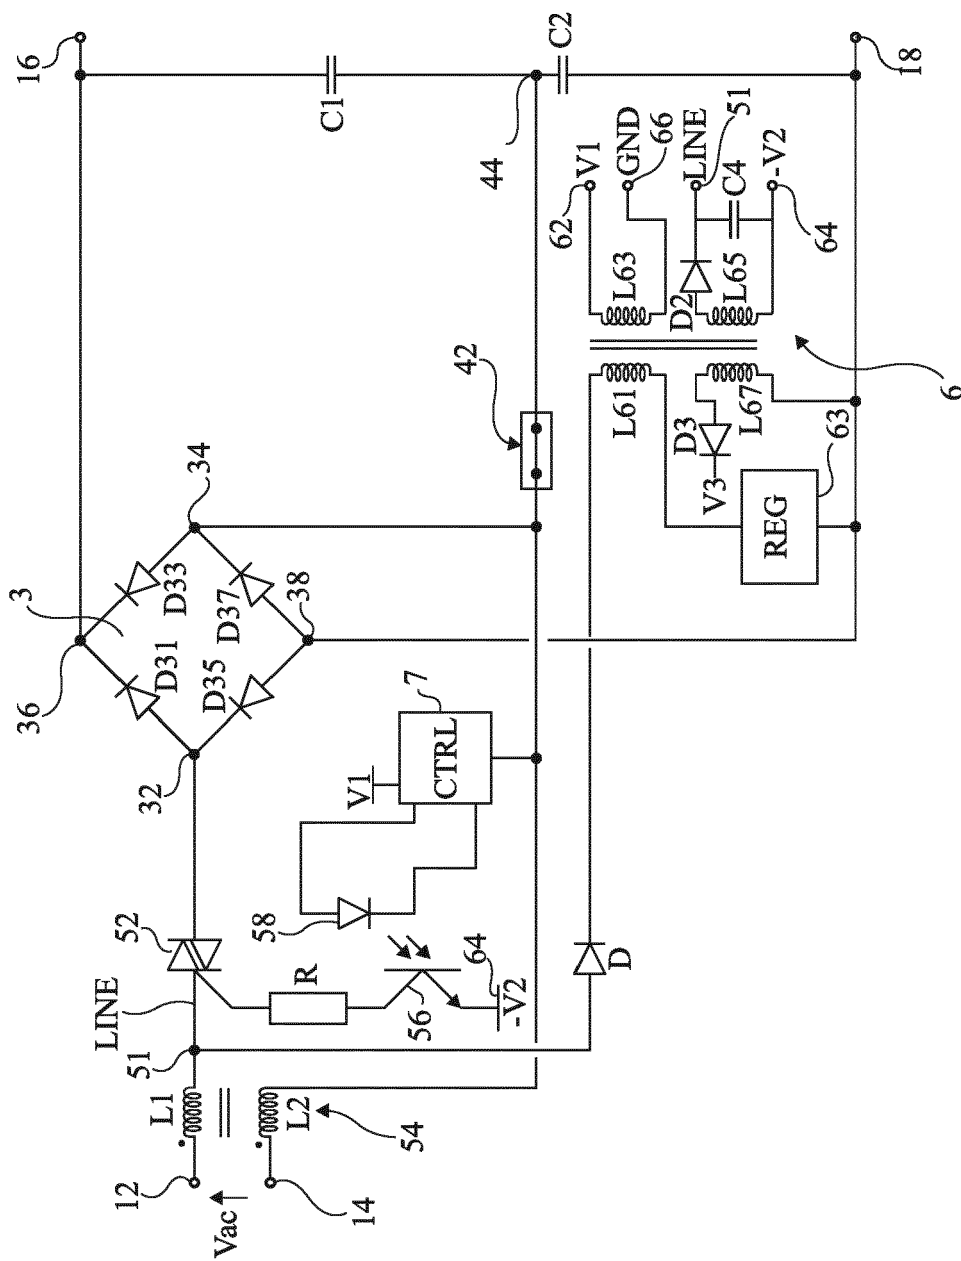 12
Vac
14
L1
L2
54
51
LINE
52
R
56
-V2
64
58
V1
CTRL
7
D
32
36
3
D31
D33
D35
D37
34
38
42
44
16
C1
C2
18
62
V1
GND
66
LINE
51
C4
-V2
64
L63
D2
L65
L61
L67
D3
V3
REG
63
6